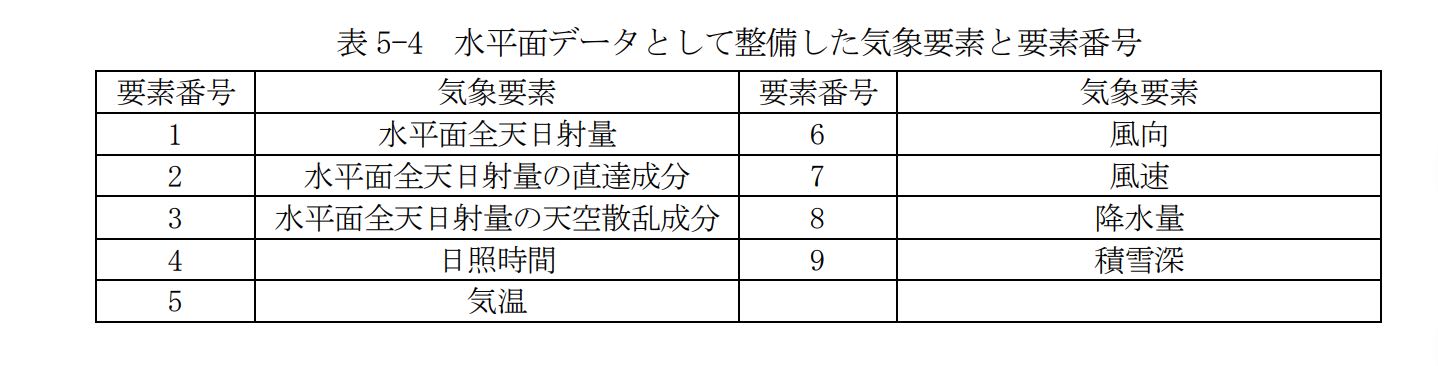 表 5-4　水平面データとして整備した気象要素と要素番号
要素番号 気象要素 要素番号 気象要素
1 水平面全天日射量 6 風向
2 水平面全天日射量の直達成分 7 風速
3 水平面全天日射量の天空散乱成分 8 降水量
4 日照時間 9 積雪深
5 気温